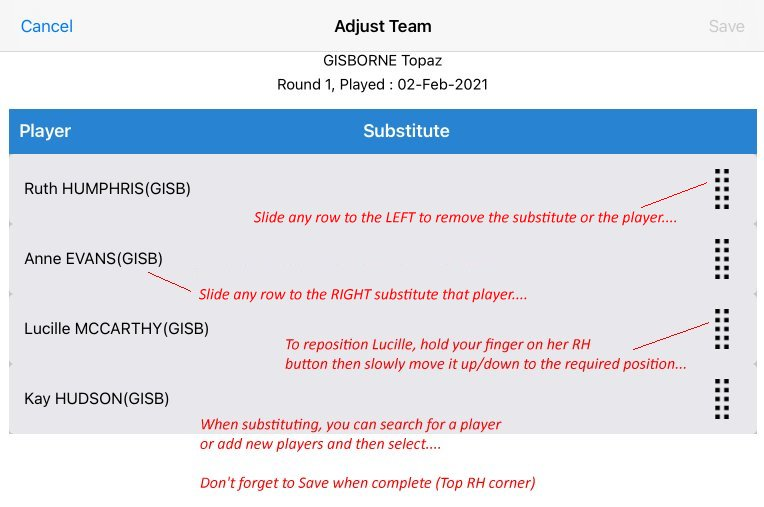 Cancel
Adjust Team
Save
GISBORNE Topaz
Round 1, Played : 02-Feb-2021
Player
Substitute
Ruth HUMPHRIS(GISB)
Slide any row to the LEFT to remove the substitute or the player....
Anne EVANS(GISB)
Slide any row to the RIGHT substitute that player....
Lucille MCCARTHY(GISB)
To reposition Lucille, hold your finger on her RH
button then slowly move it up/down to the required position...
Kay HUDSON(GISB)
When substituting, you can search for a player
or add new players and then select....
Don't forget to Save when complete (Top RH corner)